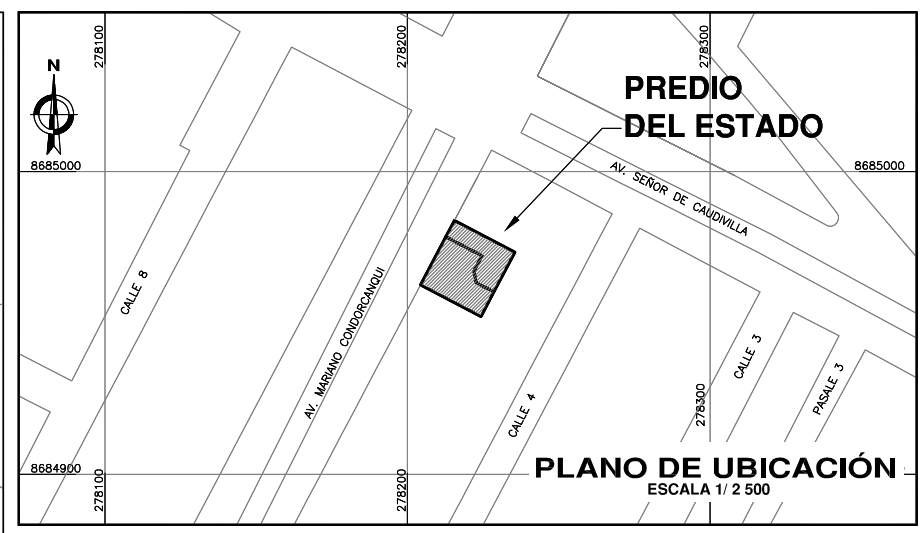 278100
278200
278300
N
PREDIO
DEL ESTADO
8685000
8685000
AV. SEÑOR DE CAUDIVILLA
CALLE 8
AV. MARIANO CONDORCANQUI
CALLE 4
CALLE 3
PASALE 3
278300
8684900
278100
278200
PLANO DE UBICACIÓN
ESCALA 1/ 2 500